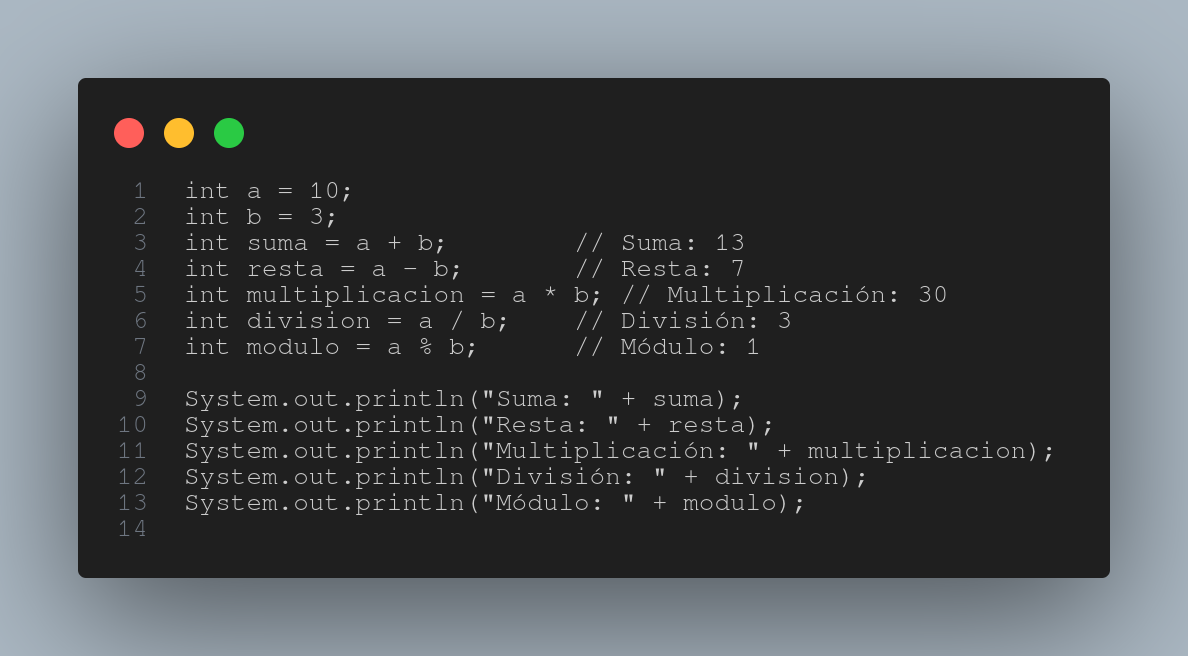 1 int a = 10;
2 int b = 3;
3 int suma = a + b;        // Suma: 13
4 int resta = a - b;       // Resta: 7
5 int multiplicacion = a * b; // Multiplicación: 30
6 int division = a / b;    // División: 3
7 int modulo = a % b;      // Módulo: 1
8
9 System.out.println("Suma: " + suma);
10 System.out.println("Resta: " + resta);
11 System.out.println("Multiplicación: " + multiplicacion);
12 System.out.println("División: " + division);
13 System.out.println("Módulo: " + modulo);
14